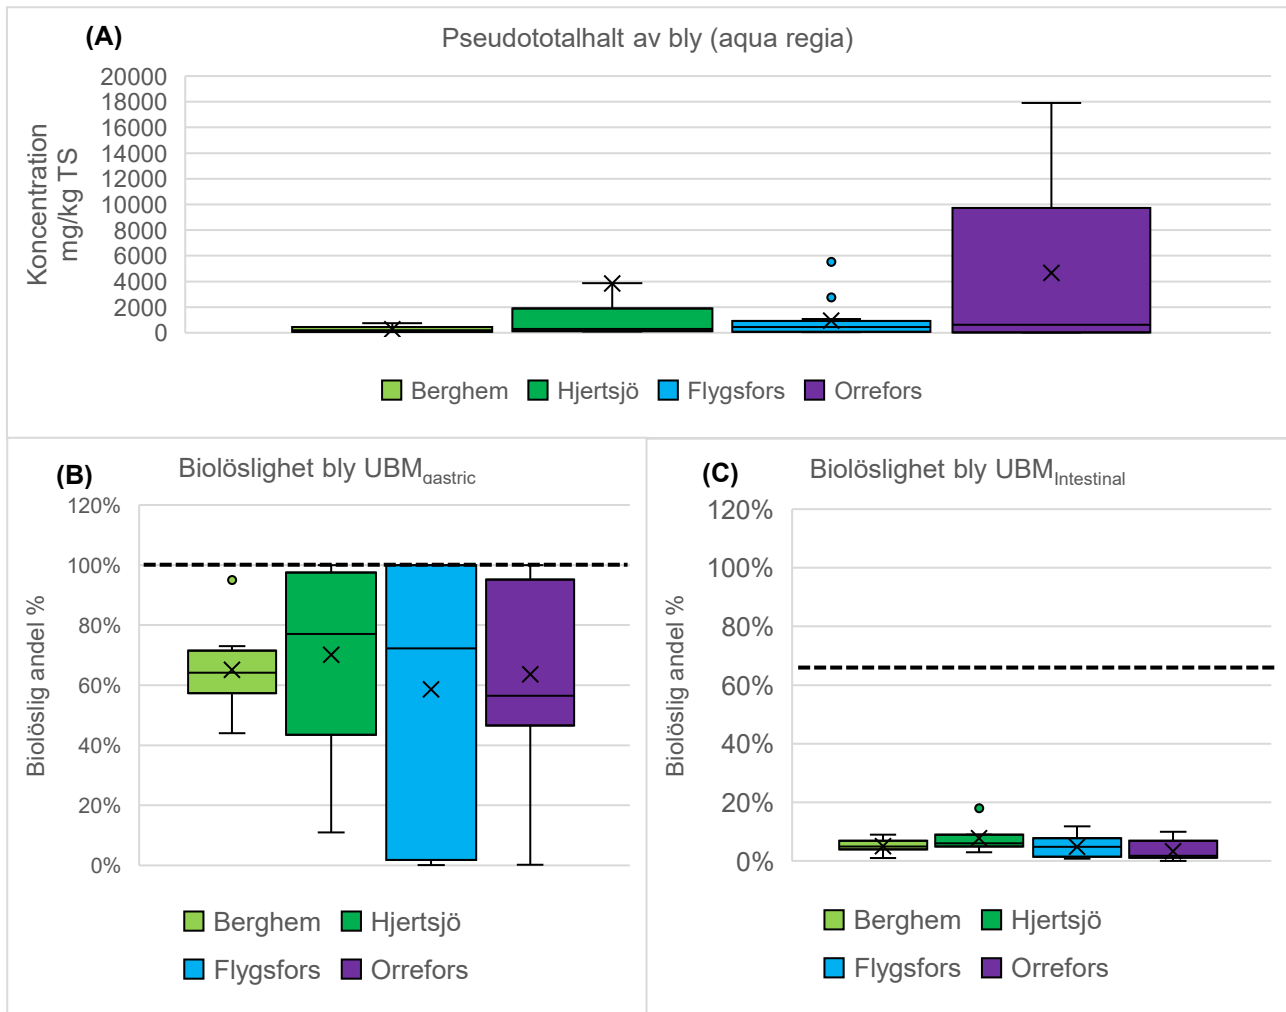 (A)
Pseudototalhalt av bly (aqua regia)
Koncentration
mg/kg TS
20000
18000
16000
14000
12000
10000
8000
6000
4000
2000
0
Berghem Hjertsjö Flygsfors Orrefors
(B)
Biolöslighet bly UBMgastric
Biolöslig andel %
120%
100%
80%
60%
40%
20%
0%
Berghem Hjertsjö
Flygsfors Orrefors
(C)
Biolöslighet bly UBMIntestinal
Biolöslig andel %
120%
100%
80%
60%
40%
20%
0%
Berghem Hjertsjö
Flygsfors Orrefors